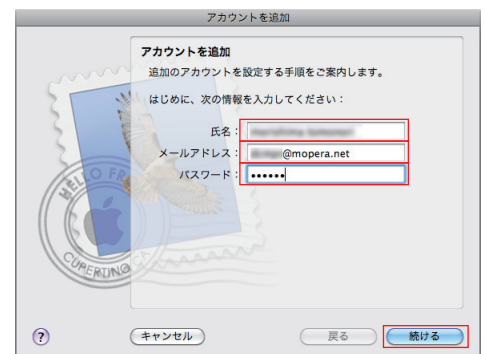 アカウントを追加
アカウントを追加
追加のアカウントを設定する手順をご案内します。
はじめに、次の情報を入力してください：
氏名：
メールアドレス： @mopera.net
パスワード： ••••••
HELLO FR
CUPERTINO CA
?
キャンセル
戻る
続ける